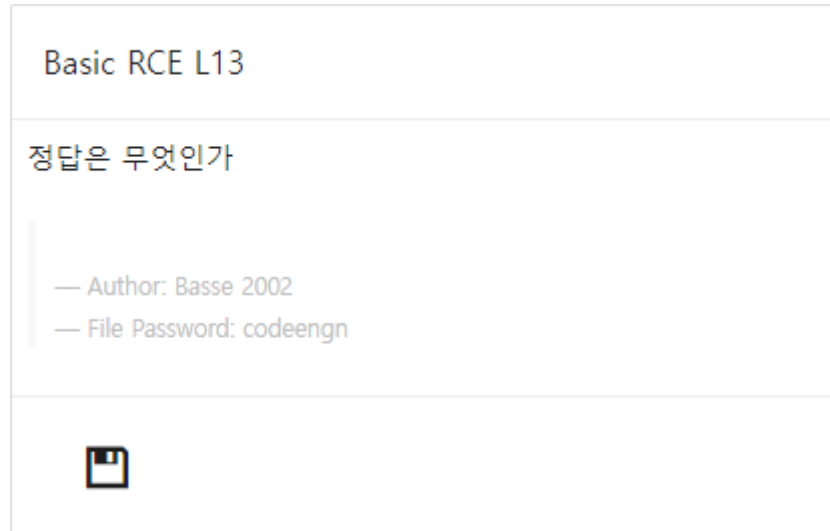 Basic RCE L13
정답은 무엇인가
— Author: Basse 2002
— File Password: codeengn